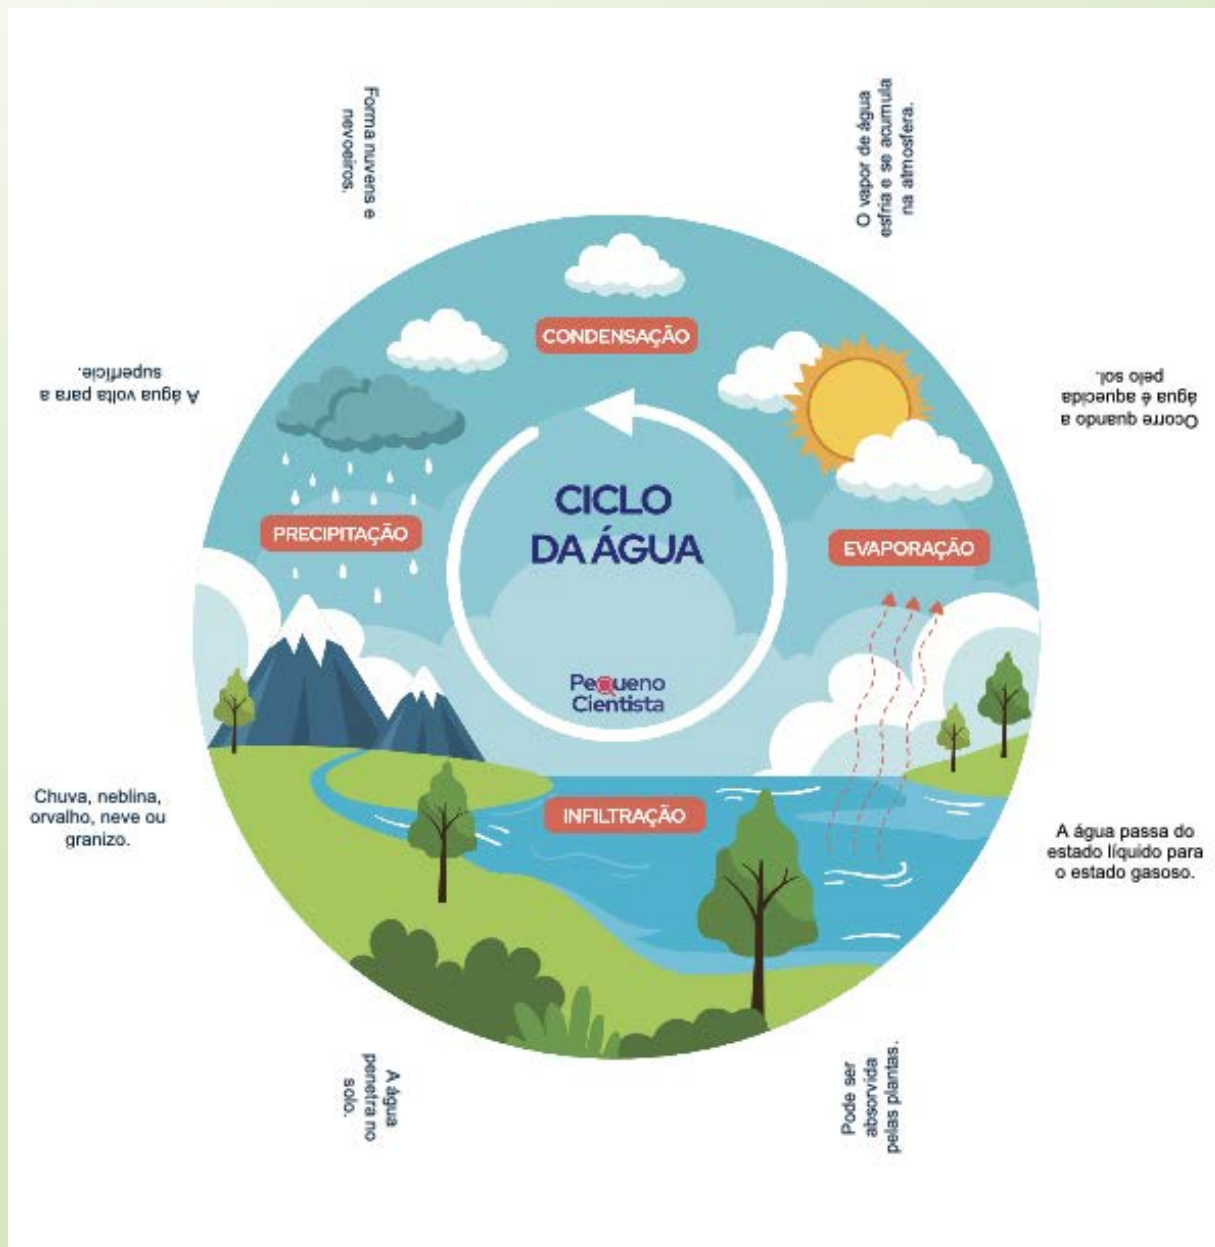 Forma nuvens e
nevoeiros.
O vapor de água
esfria e se acumula
na atmosfera.
CONDENSAÇÃO
A água volta para a
superfície.
Ocorre quando a
água é aquecida
pelo sol.
CICLO
DA ÁGUA
PRECIPITAÇÃO
EVAPORAÇÃO
Pequeno
Cientista
Chuva, neblina,
orvalho, neve ou
granizo.
INFILTRAÇÃO
A água passa do
estado líquido para
o estado gasoso.
A água
penetra no
solo.
Pode ser
absorvida
pelas plantas.